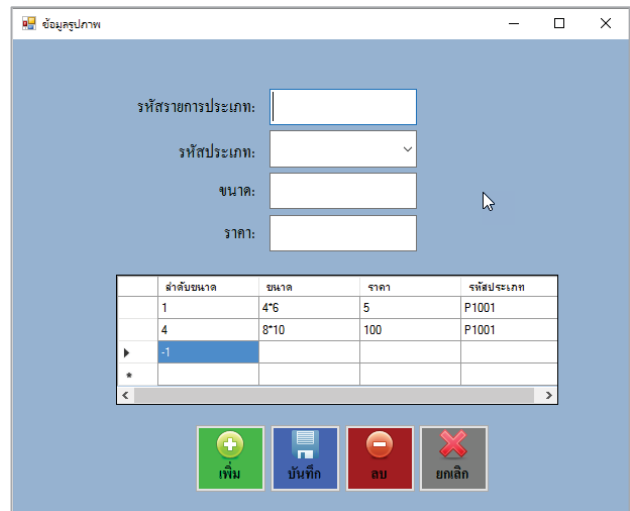 ข้อมูลรูปภาพ
รหัสรายการประเภท:
รหัสประเภท:
ขนาด:
ราคา:
ลำดับขนาด ขนาด ราคา รหัสประเภท
1 4*6 5 P1001
4 8*10 100 P1001
-1
เพิ่ม บันทึก ลบ ยกเลิก